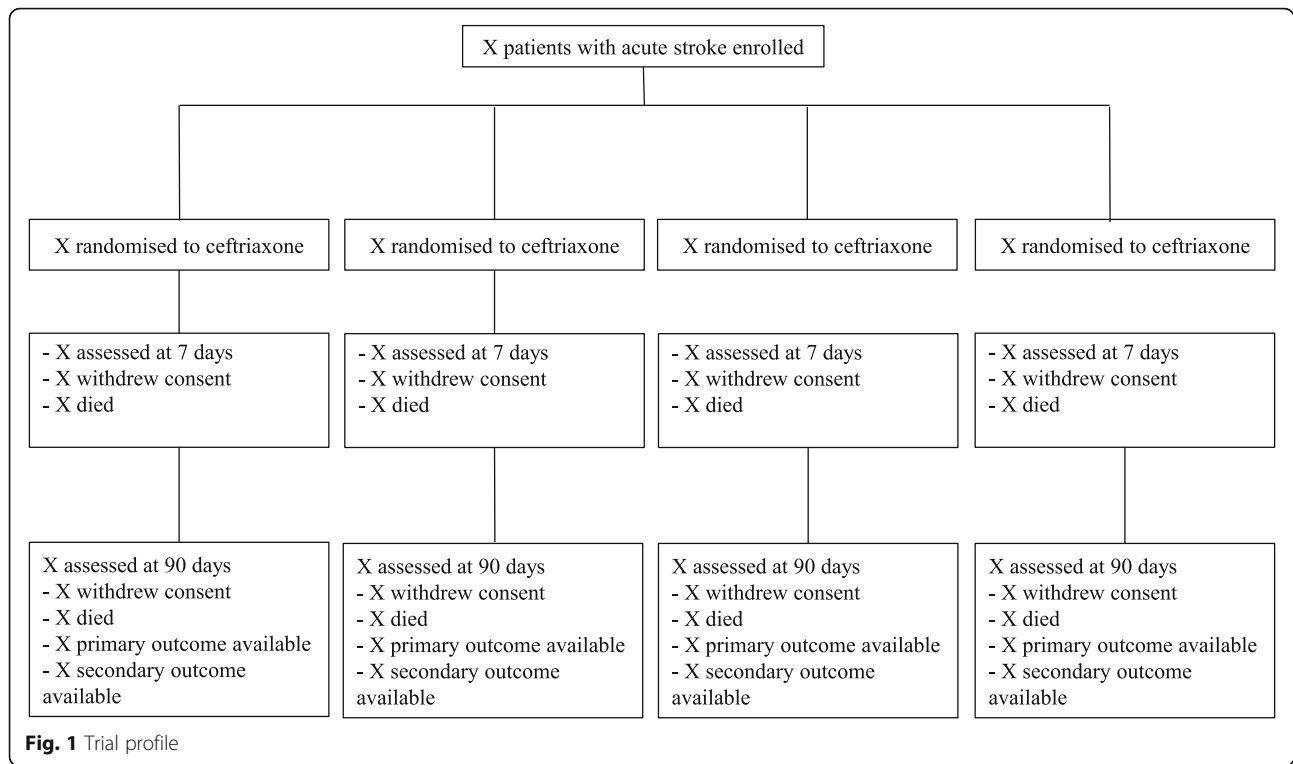 X patients with acute stroke enrolled
X randomised to ceftriaxone
X randomised to ceftriaxone
X randomised to ceftriaxone
X randomised to ceftriaxone
- X assessed at 7 days
- X withdrew consent
- X died
- X assessed at 7 days
- X withdrew consent
- X died
- X assessed at 7 days
- X withdrew consent
- X died
- X assessed at 7 days
- X withdrew consent
- X died
X assessed at 90 days
- X withdrew consent
- X died
- X primary outcome available
- X secondary outcome
available
X assessed at 90 days
- X withdrew consent
- X died
- X primary outcome available
- X secondary outcome
available
X assessed at 90 days
- X withdrew consent
- X died
- X primary outcome available
- X secondary outcome
available
X assessed at 90 days
- X withdrew consent
- X died
- X primary outcome available
- X secondary outcome
available
Fig. 1 Trial profile